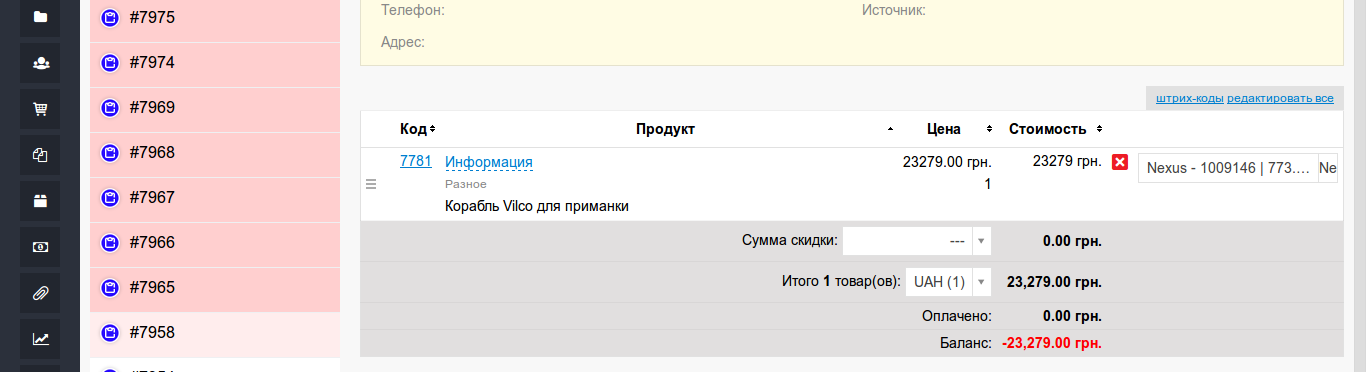 #7975
#7974
#7969
#7968
#7967
#7966
#7965
#7958
Телефон: Источник:
Адрес:
штрих-коды редактировать все
Код Продукт Цена Стоимость
7781 Информация 23279.00 грн. 23279 грн. Nexus - 1009146 | 773.... Ne
Разное 1
Корабль Vilco для приманки
Сумма скидки: --- 0.00 грн.
Итого 1 товар(ов): UAH (1) 23,279.00 грн.
Оплачено: 0.00 грн.
Баланс: -23,279.00 грн.